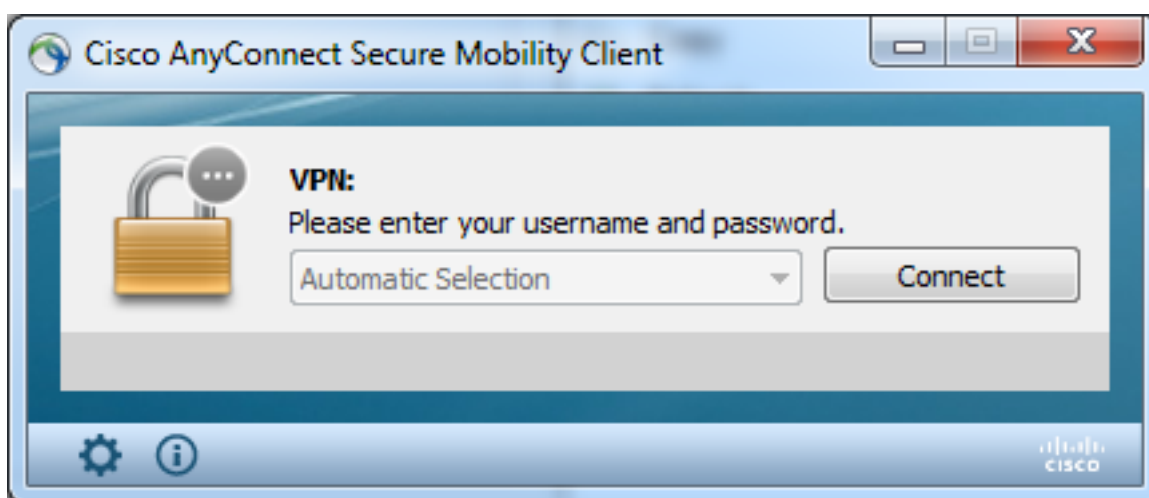 Cisco AnyConnect Secure Mobility Client
VPN:
Please enter your username and password.
Automatic Selection
Connect
CISCO